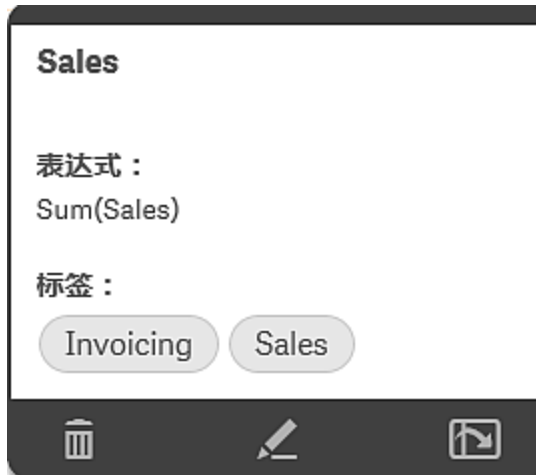 Sales
表达式：
Sum(Sales)
标签：
Invoicing Sales